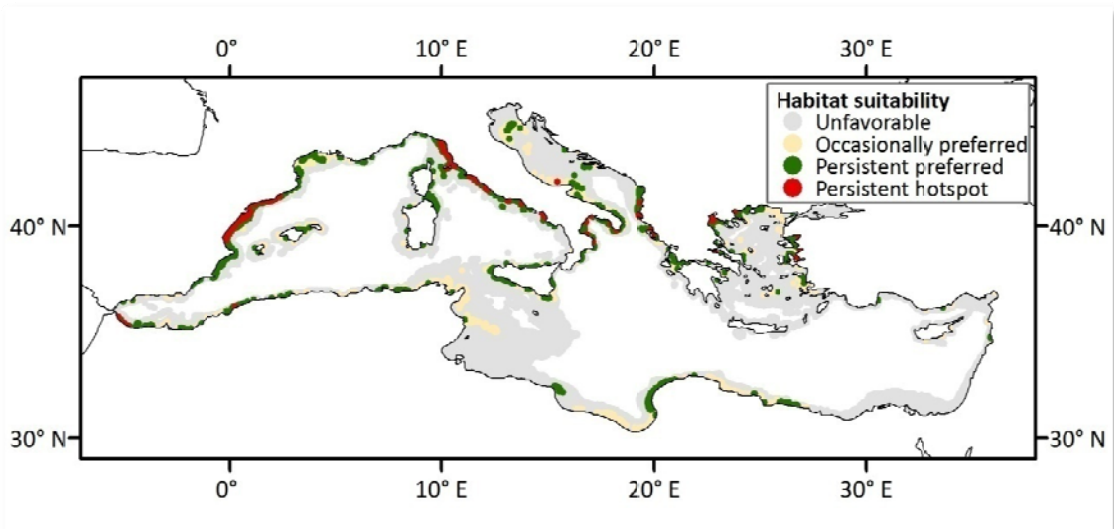 0° 10° E 20° E 30° E
Habitat suitability
Unfavorable
Occasionally preferred
Persistent preferred
Persistent hotspot
40° N 40° N
30° N 30° N
0° 10° E 20° E 30° E